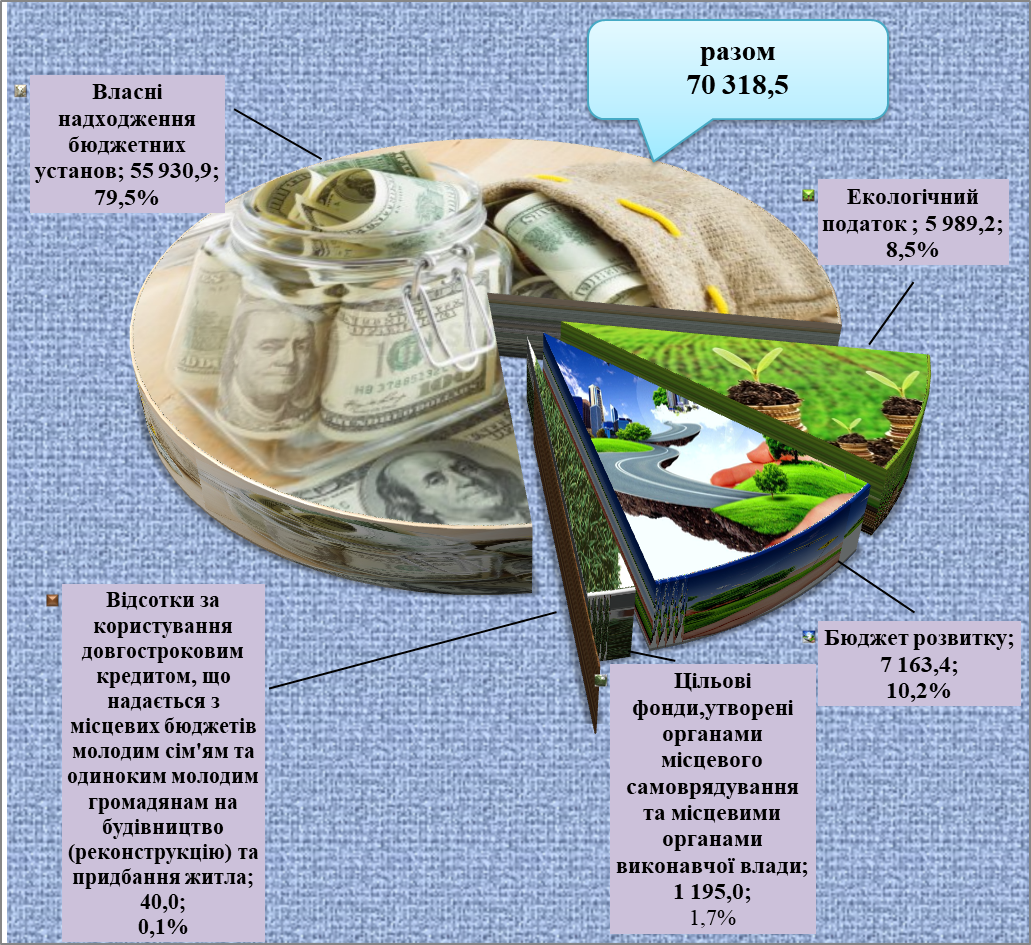 разом
70 318,5
Власні
надходження
бюджетних
установ; 55 930,9;
79,5%
Екологічний
податок ; 5 989,2;
8,5%
Бюджет розвитку;
7 163,4;
10,2%
Цільові
фонди,утворені
органами
місцевого
самоврядування
та місцевими
органами
виконавчої влади;
1 195,0;
1,7%
Відсотки за
користування
довгостроковим
кредитом, що
надається з
місцевих бюджетів
молодим сім'ям та
одиноким молодим
громадянам на
будівництво
(реконструкцію) та
придбання житла;
40,0;
0,1%